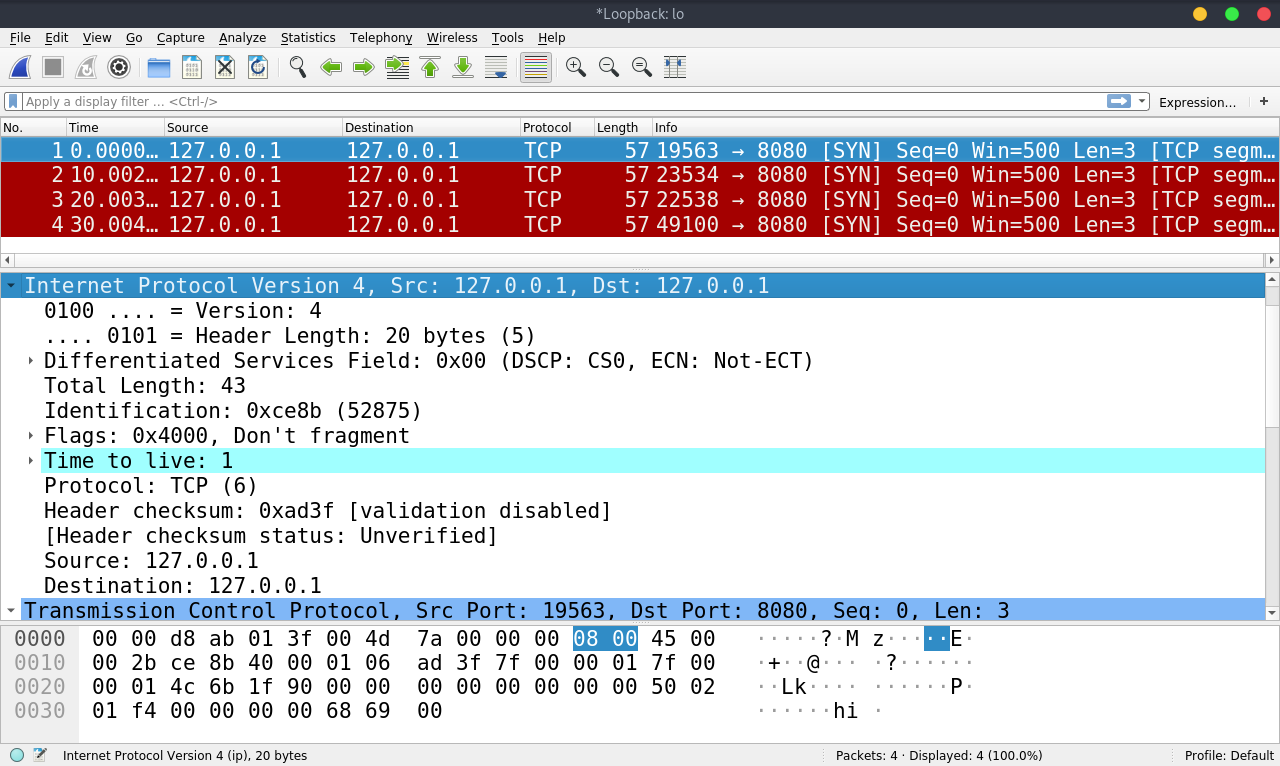 *Loopback: lo
File Edit View Go Capture Analyze Statistics Telephony Wireless Tools Help
Apply a display filter ... <Ctrl-/> Expression... +
No. Time Source Destination Protocol Length Info
1 0.0000… 127.0.0.1 127.0.0.1 TCP 57 19563 → 8080 [SYN] Seq=0 Win=500 Len=3 [TCP segm…
2 10.002… 127.0.0.1 127.0.0.1 TCP 57 23534 → 8080 [SYN] Seq=0 Win=500 Len=3 [TCP segm…
3 20.003… 127.0.0.1 127.0.0.1 TCP 57 22538 → 8080 [SYN] Seq=0 Win=500 Len=3 [TCP segm…
4 30.004… 127.0.0.1 127.0.0.1 TCP 57 49100 → 8080 [SYN] Seq=0 Win=500 Len=3 [TCP segm…
Internet Protocol Version 4, Src: 127.0.0.1, Dst: 127.0.0.1
0100 .... = Version: 4
.... 0101 = Header Length: 20 bytes (5)
Differentiated Services Field: 0x00 (DSCP: CS0, ECN: Not-ECT)
Total Length: 43
Identification: 0xce8b (52875)
Flags: 0x4000, Don't fragment
Time to live: 1
Protocol: TCP (6)
Header checksum: 0xad3f [validation disabled]
[Header checksum status: Unverified]
Source: 127.0.0.1
Destination: 127.0.0.1
Transmission Control Protocol, Src Port: 19563, Dst Port: 8080, Seq: 0, Len: 3
0000 00 00 d8 ab 01 3f 00 4d 7a 00 00 00 08 00 45 00 ·····?·M z·····E·
0010 00 2b ce 8b 40 00 01 06 ad 3f 7f 00 00 01 7f 00 ·+··@··· ·?······
0020 00 01 4c 6b 1f 90 00 00 00 00 00 00 00 00 50 02 ··Lk···· ······P·
0030 01 f4 00 00 00 00 68 69 00 ······hi ·
Internet Protocol Version 4 (ip), 20 bytes Packets: 4 · Displayed: 4 (100.0%) Profile: Default